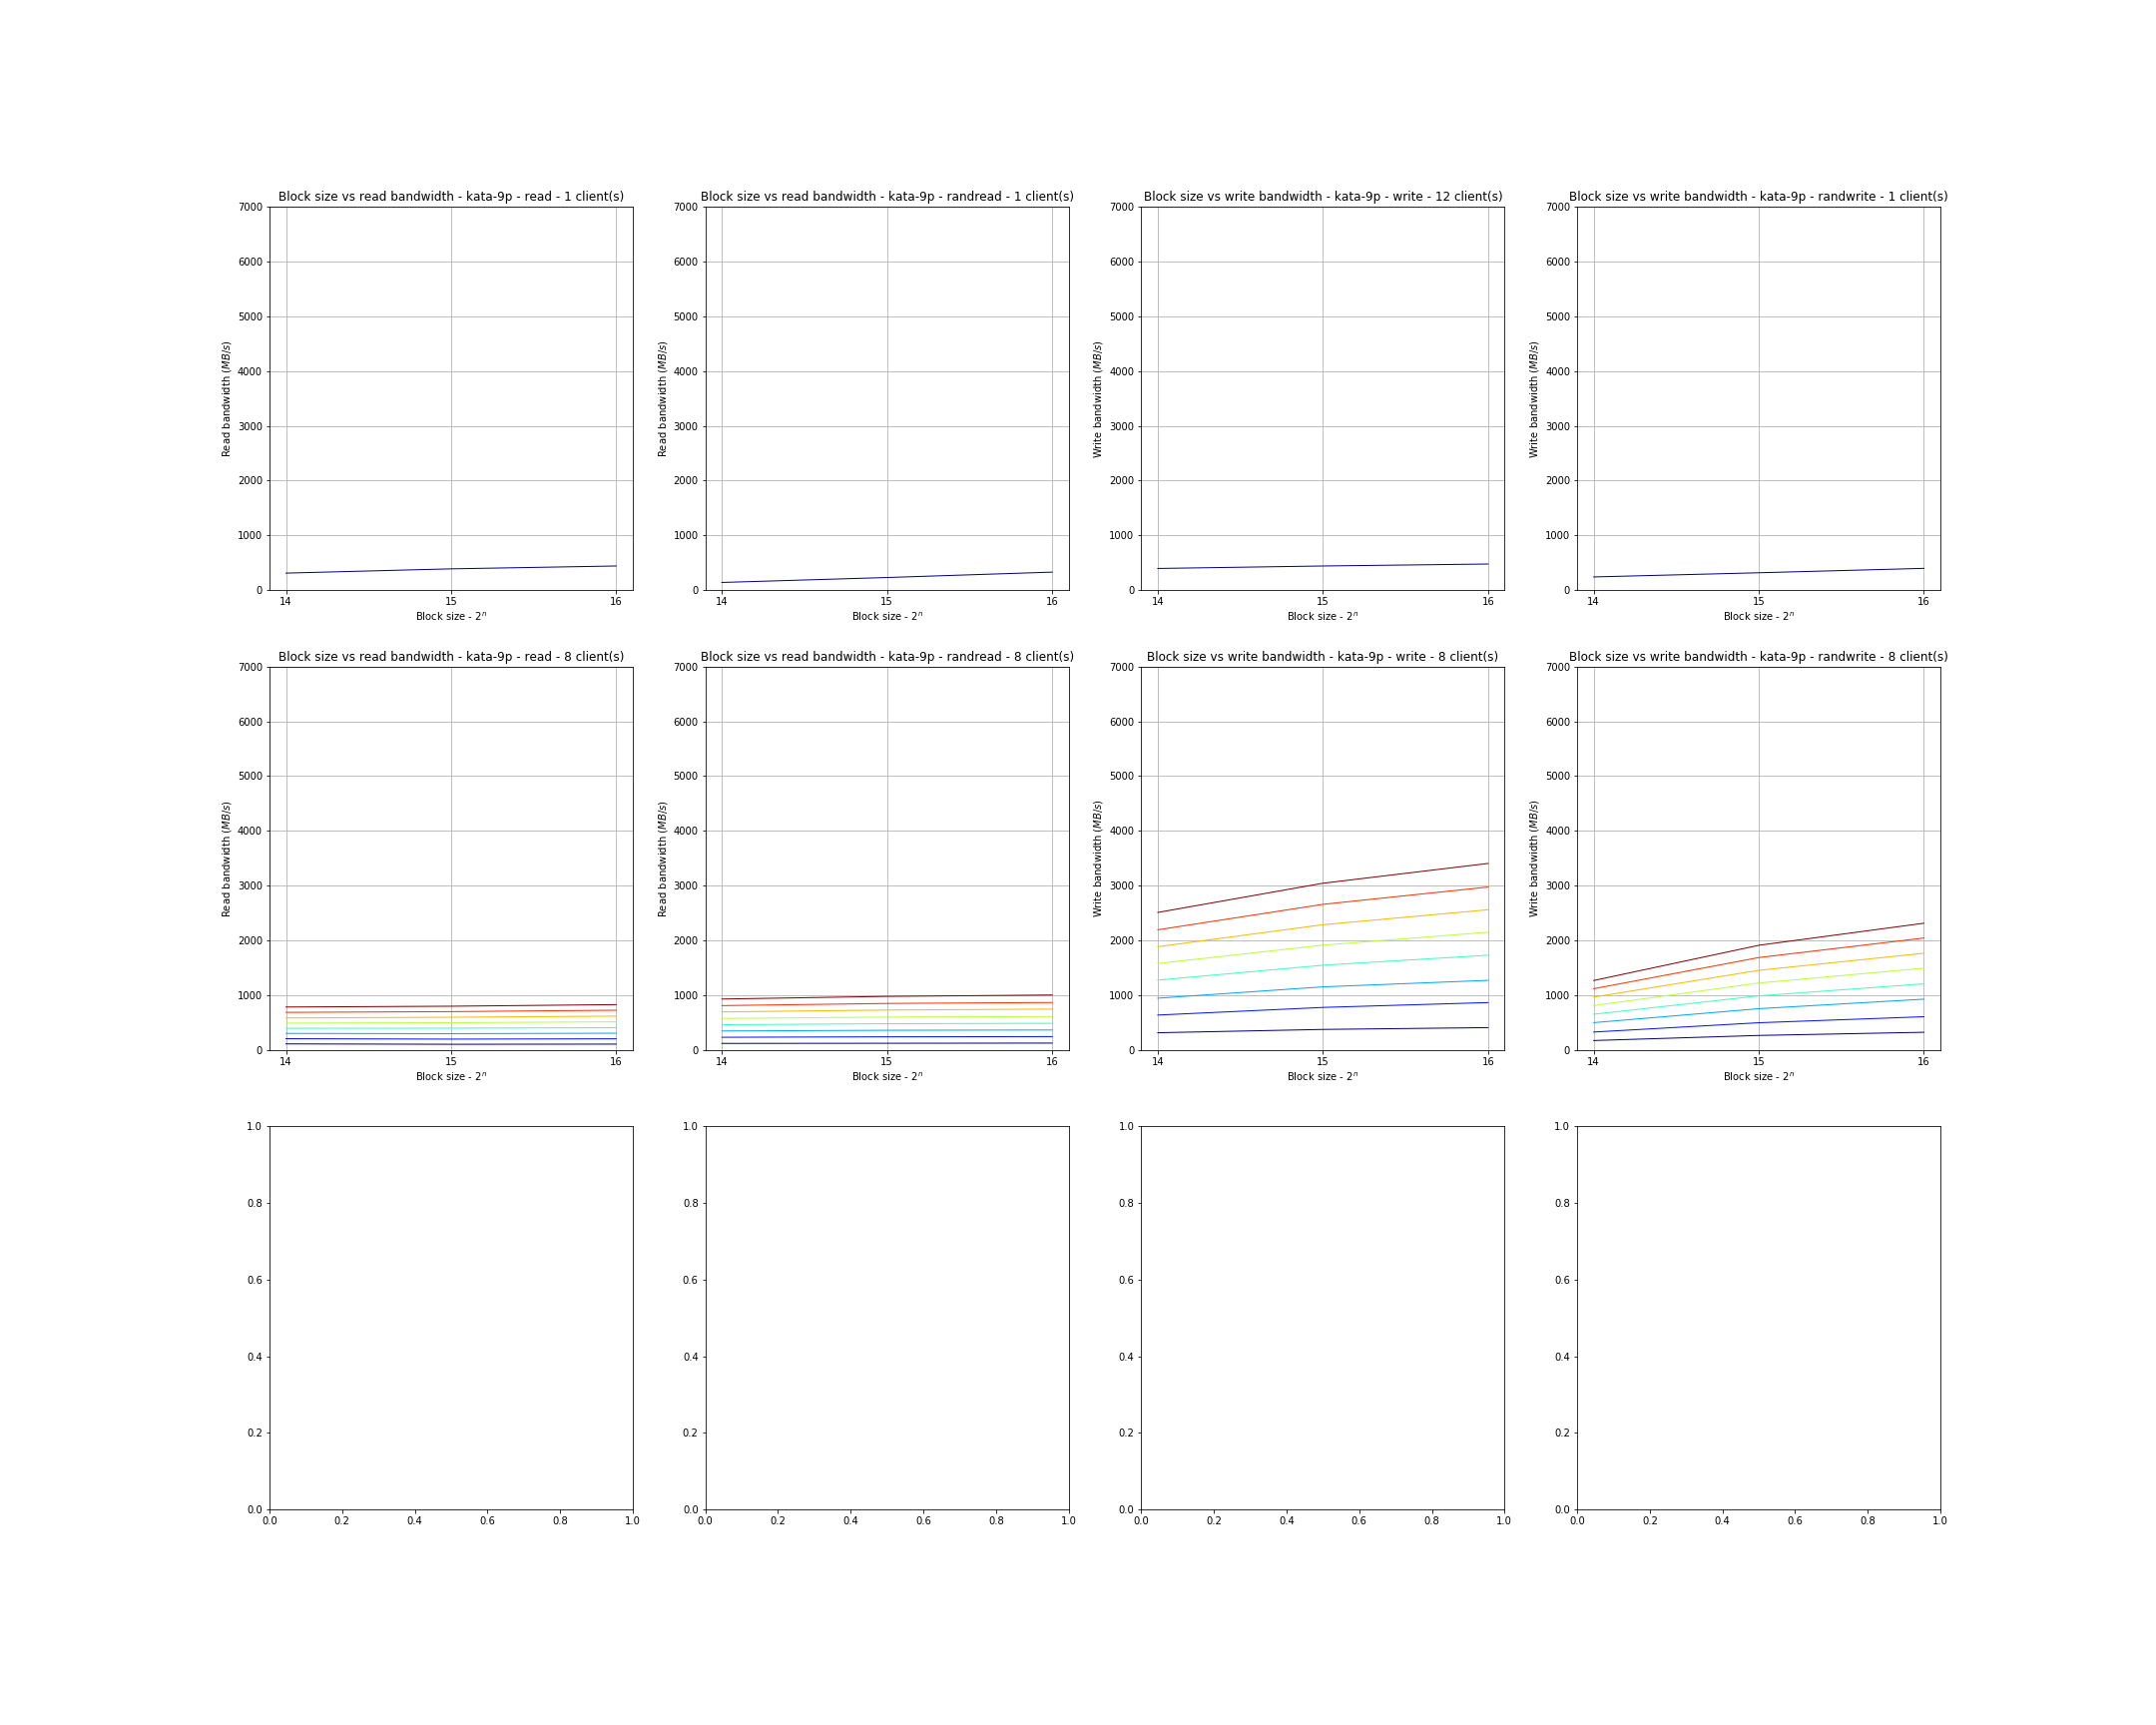 Block size vs read bandwidth - kata-9p - read - 1 client(s)
7000
6000
5000
4000
3000
2000
1000
0
Read bandwidth (MB/s)
14 15 16
Block size - 2^n
Block size vs read bandwidth - kata-9p - randread - 1 client(s)
7000
6000
5000
4000
3000
2000
1000
0
Read bandwidth (MB/s)
14 15 16
Block size - 2^n
Block size vs write bandwidth - kata-9p - write - 12 client(s)
7000
6000
5000
4000
3000
2000
1000
0
Write bandwidth (MB/s)
14 15 16
Block size - 2^n
Block size vs write bandwidth - kata-9p - randwrite - 1 client(s)
7000
6000
5000
4000
3000
2000
1000
0
Write bandwidth (MB/s)
14 15 16
Block size - 2^n
Block size vs read bandwidth - kata-9p - read - 8 client(s)
7000
6000
5000
4000
3000
2000
1000
0
Read bandwidth (MB/s)
14 15 16
Block size - 2^n
Block size vs read bandwidth - kata-9p - randread - 8 client(s)
7000
6000
5000
4000
3000
2000
1000
0
Read bandwidth (MB/s)
14 15 16
Block size - 2^n
Block size vs write bandwidth - kata-9p - write - 8 client(s)
7000
6000
5000
4000
3000
2000
1000
0
Write bandwidth (MB/s)
14 15 16
Block size - 2^n
Block size vs write bandwidth - kata-9p - randwrite - 8 client(s)
7000
6000
5000
4000
3000
2000
1000
0
Write bandwidth (MB/s)
14 15 16
Block size - 2^n
1.0
0.8
0.6
0.4
0.2
0.0
0.0 0.2 0.4 0.6 0.8 1.0
1.0
0.8
0.6
0.4
0.2
0.0
0.0 0.2 0.4 0.6 0.8 1.0
1.0
0.8
0.6
0.4
0.2
0.0
0.0 0.2 0.4 0.6 0.8 1.0
1.0
0.8
0.6
0.4
0.2
0.0
0.0 0.2 0.4 0.6 0.8 1.0